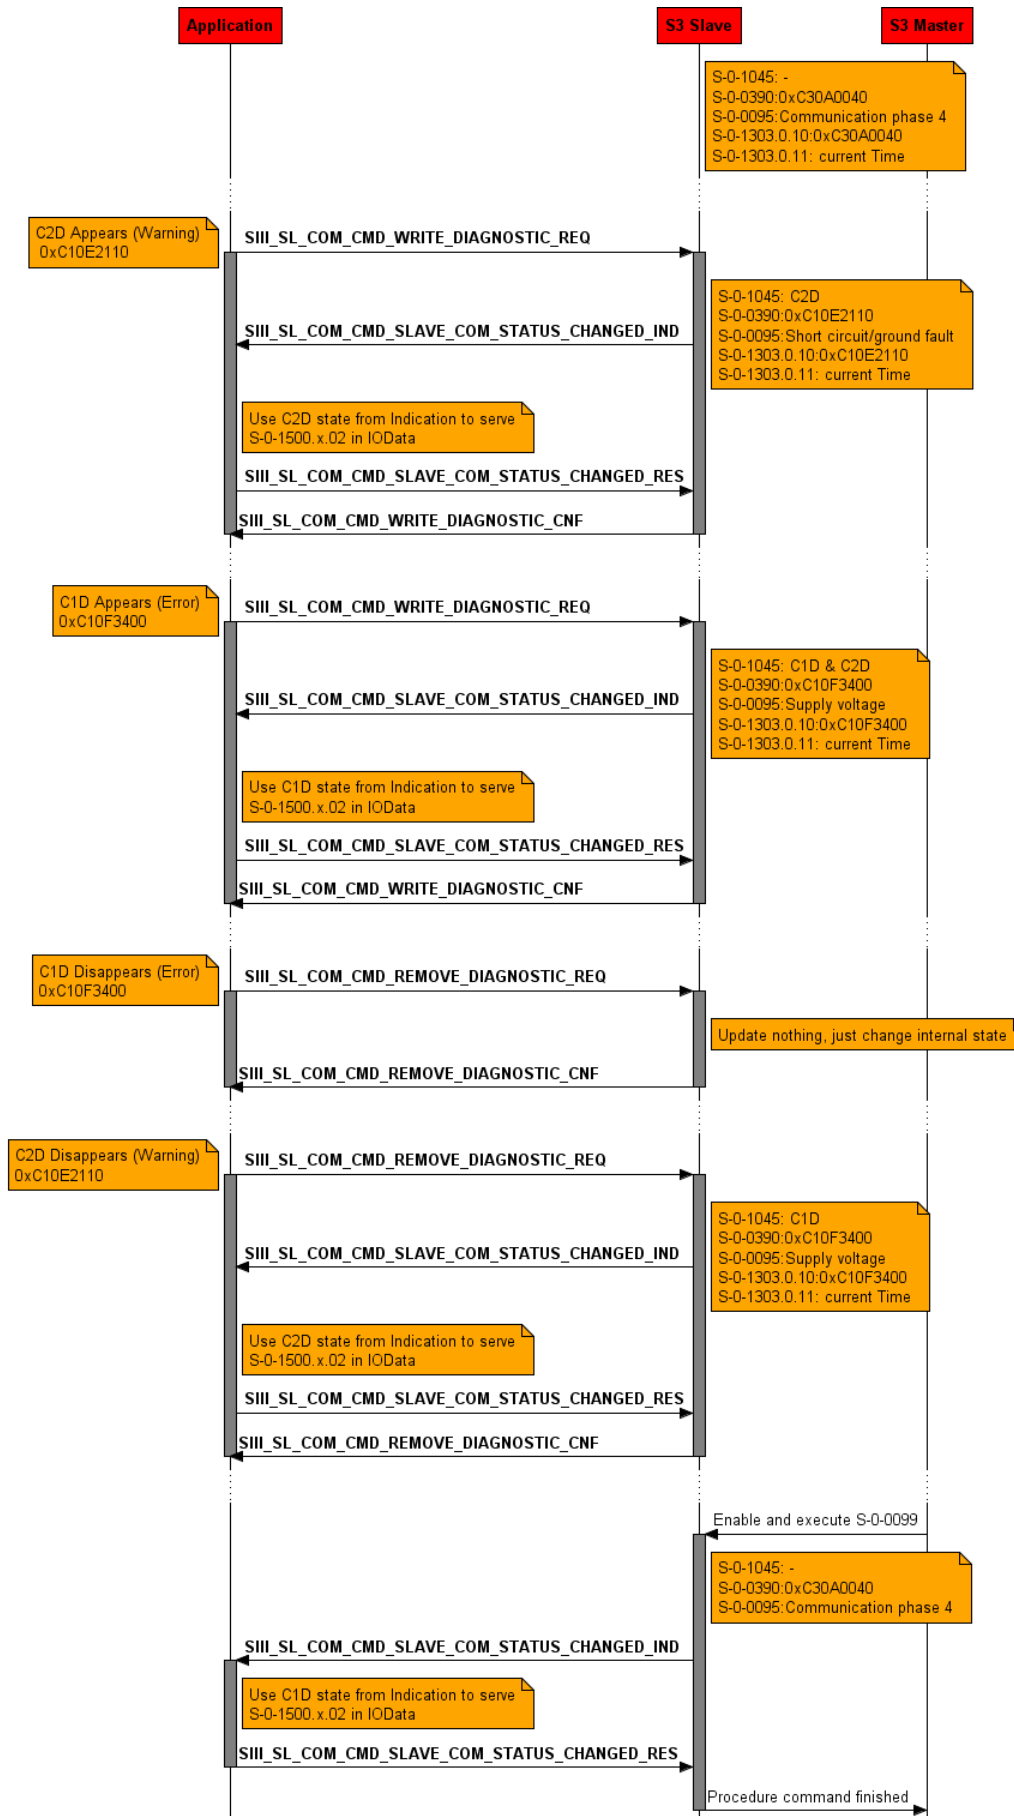 Application
S3 Slave
S3 Master
S-0-1045: -
S-0-0390:0xC30A0040
S-0-0095:Communication phase 4
S-0-1303.0.10:0xC30A0040
S-0-1303.0.11: current Time
C2D Appears (Warning)
0xC10E2110
SIII_SL_COM_CMD_WRITE_DIAGNOSTIC_REQ
S-0-1045: C2D
S-0-0390:0xC10E2110
S-0-0095:Short circuit/ground fault
S-0-1303.0.10:0xC10E2110
S-0-1303.0.11: current Time
SIII_SL_COM_CMD_SLAVE_COM_STATUS_CHANGED_IND
Use C2D state from Indication to serve
S-0-1500.x.02 in IOData
SIII_SL_COM_CMD_SLAVE_COM_STATUS_CHANGED_RES
SIII_SL_COM_CMD_WRITE_DIAGNOSTIC_CNF
C1D Appears (Error)
0xC10F3400
SIII_SL_COM_CMD_WRITE_DIAGNOSTIC_REQ
S-0-1045: C1D & C2D
S-0-0390:0xC10F3400
S-0-0095:Supply voltage
S-0-1303.0.10:0xC10F3400
S-0-1303.0.11: current Time
SIII_SL_COM_CMD_SLAVE_COM_STATUS_CHANGED_IND
Use C1D state from Indication to serve
S-0-1500.x.02 in IOData
SIII_SL_COM_CMD_SLAVE_COM_STATUS_CHANGED_RES
SIII_SL_COM_CMD_WRITE_DIAGNOSTIC_CNF
C1D Disappears (Error)
0xC10F3400
SIII_SL_COM_CMD_REMOVE_DIAGNOSTIC_REQ
Update nothing, just change internal state
SIII_SL_COM_CMD_REMOVE_DIAGNOSTIC_CNF
C2D Disappears (Warning)
0xC10E2110
SIII_SL_COM_CMD_REMOVE_DIAGNOSTIC_REQ
S-0-1045: C1D
S-0-0390:0xC10F3400
S-0-0095:Supply voltage
S-0-1303.0.10:0xC10F3400
S-0-1303.0.11: current Time
SIII_SL_COM_CMD_SLAVE_COM_STATUS_CHANGED_IND
Use C2D state from Indication to serve
S-0-1500.x.02 in IOData
SIII_SL_COM_CMD_SLAVE_COM_STATUS_CHANGED_RES
SIII_SL_COM_CMD_REMOVE_DIAGNOSTIC_CNF
Enable and execute S-0-0099
S-0-1045: -
S-0-0390:0xC30A0040
S-0-0095:Communication phase 4
SIII_SL_COM_CMD_SLAVE_COM_STATUS_CHANGED_IND
Use C1D state from Indication to serve
S-0-1500.x.02 in IOData
SIII_SL_COM_CMD_SLAVE_COM_STATUS_CHANGED_RES
Procedure command finished